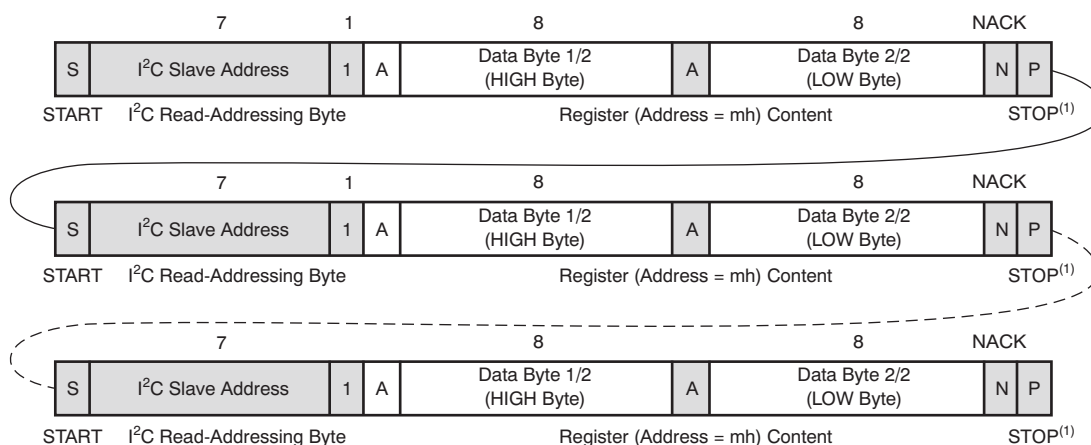 7 1 8 8 NACK
S I²C Slave Address 1 A Data Byte 1/2 A Data Byte 2/2 N P
(HIGH Byte) (LOW Byte)
START I²C Read-Addressing Byte Register (Address = mh) Content STOP⁽¹⁾
7 1 8 8 NACK
S I²C Slave Address 1 A Data Byte 1/2 A Data Byte 2/2 N P
(HIGH Byte) (LOW Byte)
START I²C Read-Addressing Byte Register (Address = mh) Content STOP⁽¹⁾
7 8 8 NACK
S I²C Slave Address 1 A Data Byte 1/2 A Data Byte 2/2 N P
(HIGH Byte) (LOW Byte)
START I²C Read-Addressing Byte Register (Address = mh) Content STOP⁽¹⁾